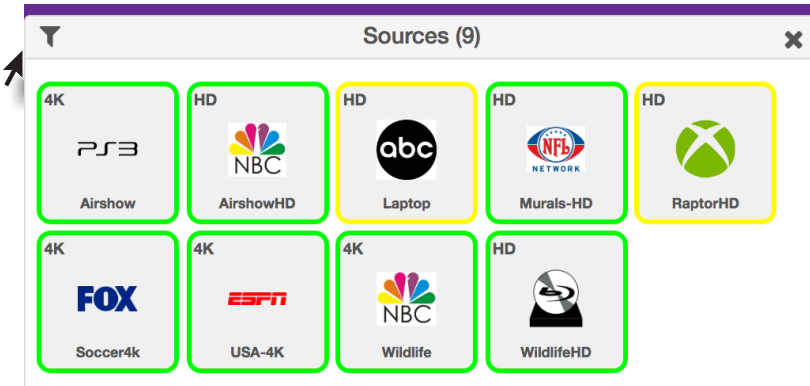 Sources (9)
4K
HD
HD
HD
HD
PS3
NBC
abc
NFL
NETWORK
Airshow
AirshowHD
Laptop
Murals-HD
RaptorHD
4K
4K
4K
HD
FOX
ESPN
NBC
Soccer4k
USA-4K
Wildlife
WildlifeHD